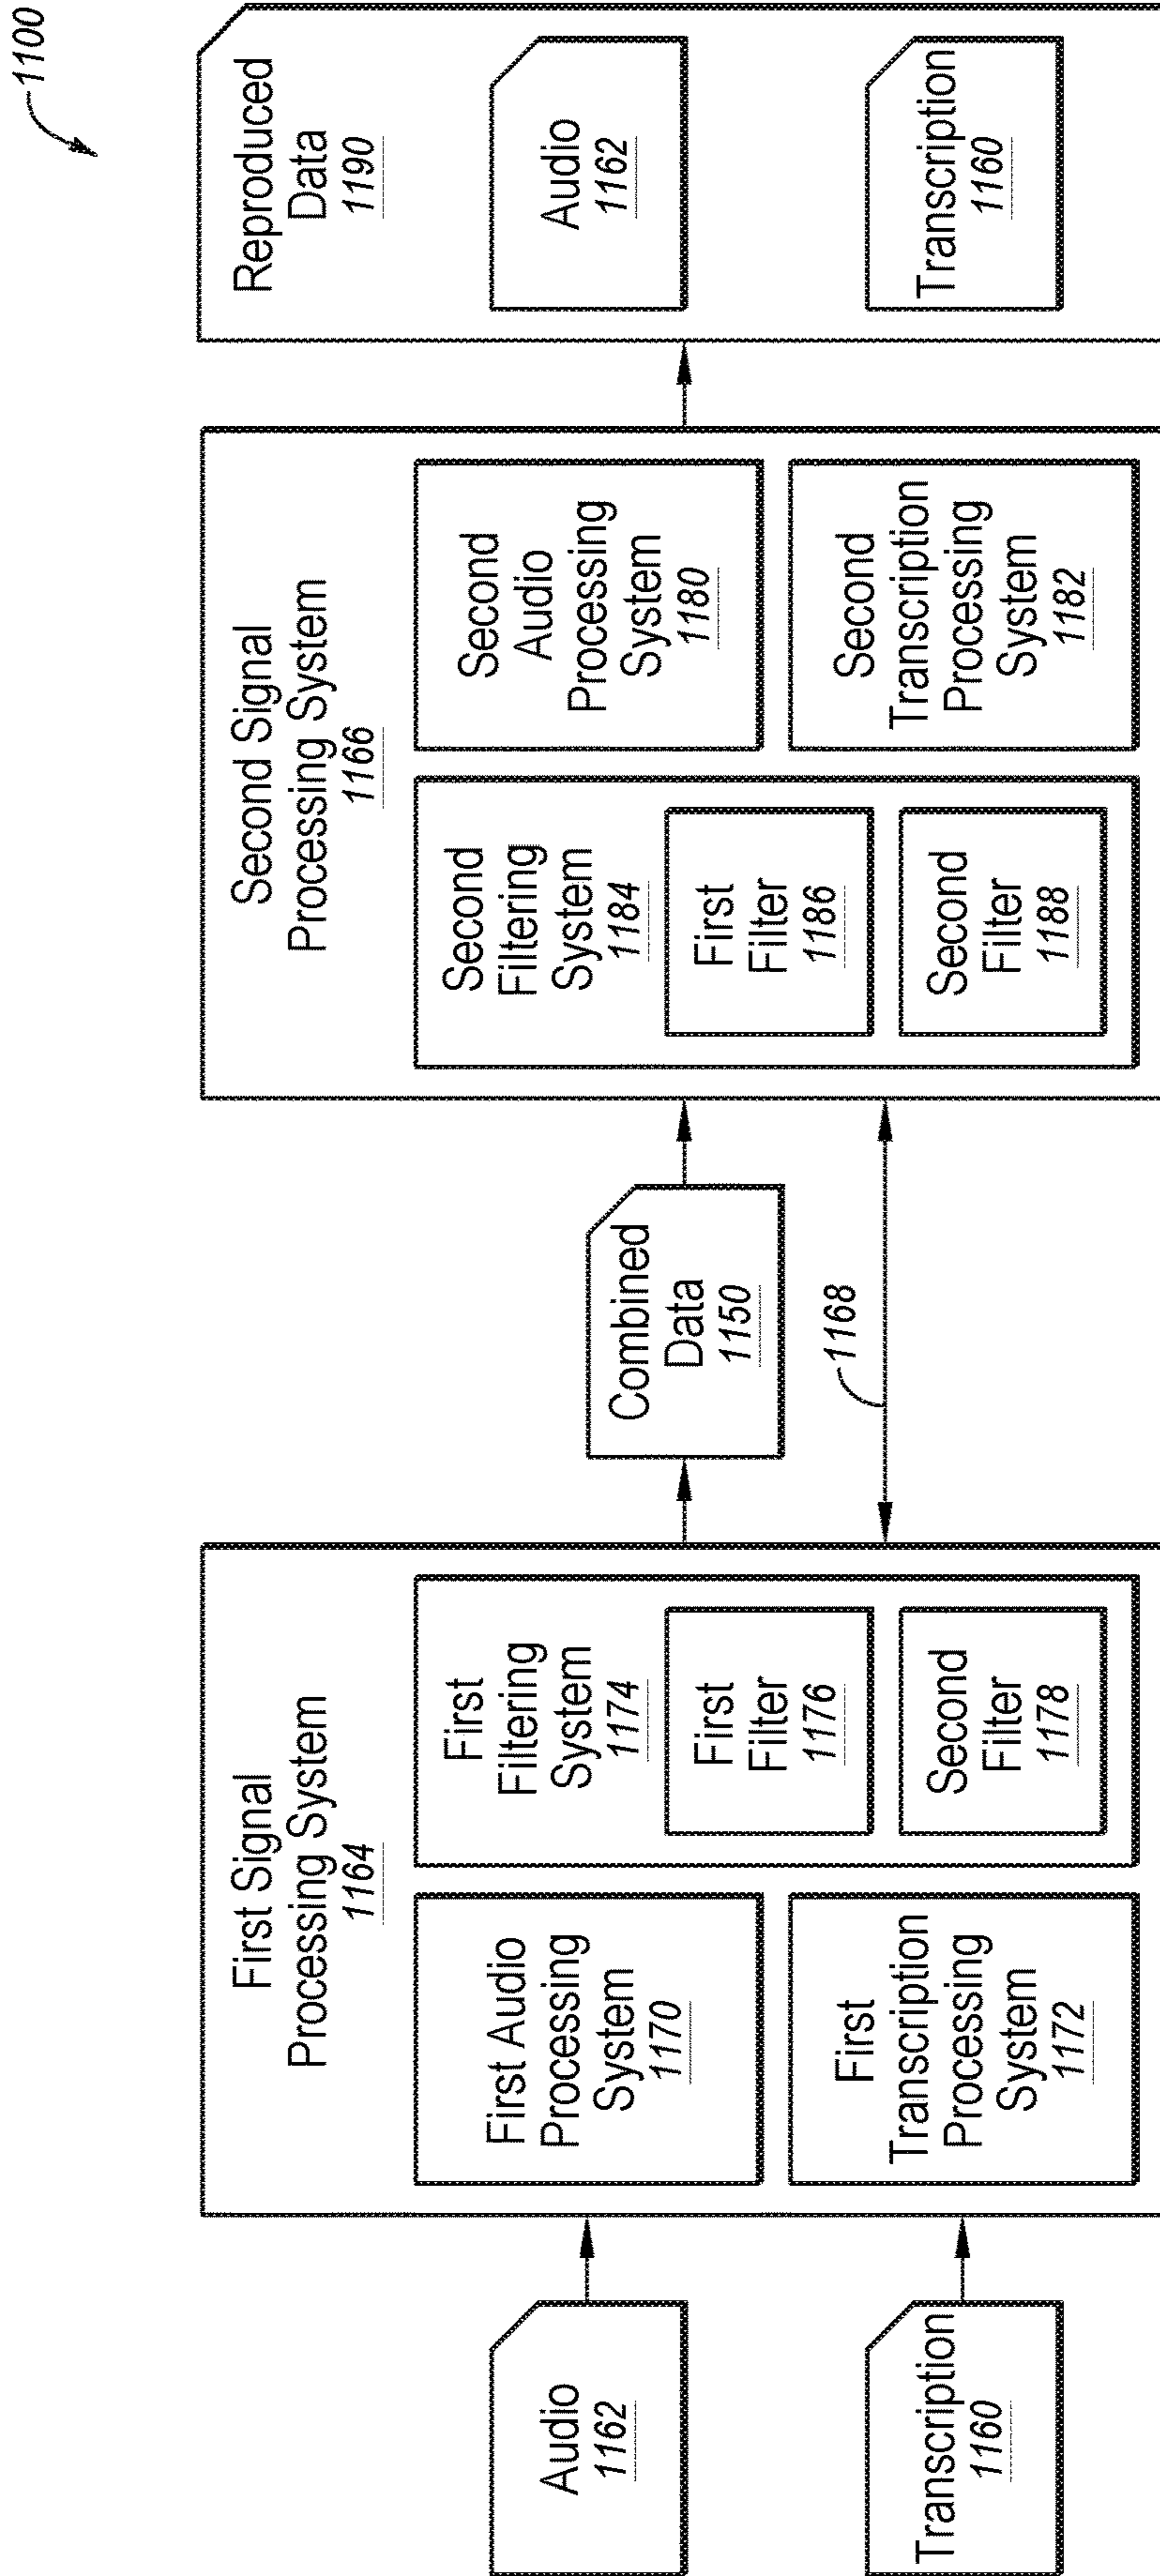 1100
Audio
1162
Transcription
1160
First Signal
Processing System
1164
First Audio
Processing
System
1170
First
Transcription
Processing
System
1172
First
Filtering
System
1174
First
Filter
1176
Second
Filter
1178
Combined
Data
1150
1168
Second Signal
Processing System
1166
Second
Filtering
System
1184
First
Filter
1186
Second
Filter
1188
Second
Audio
Processing
System
1180
Second
Transcription
Processing
System
1182
Reproduced
Data
1190
Audio
1162
Transcription
1160